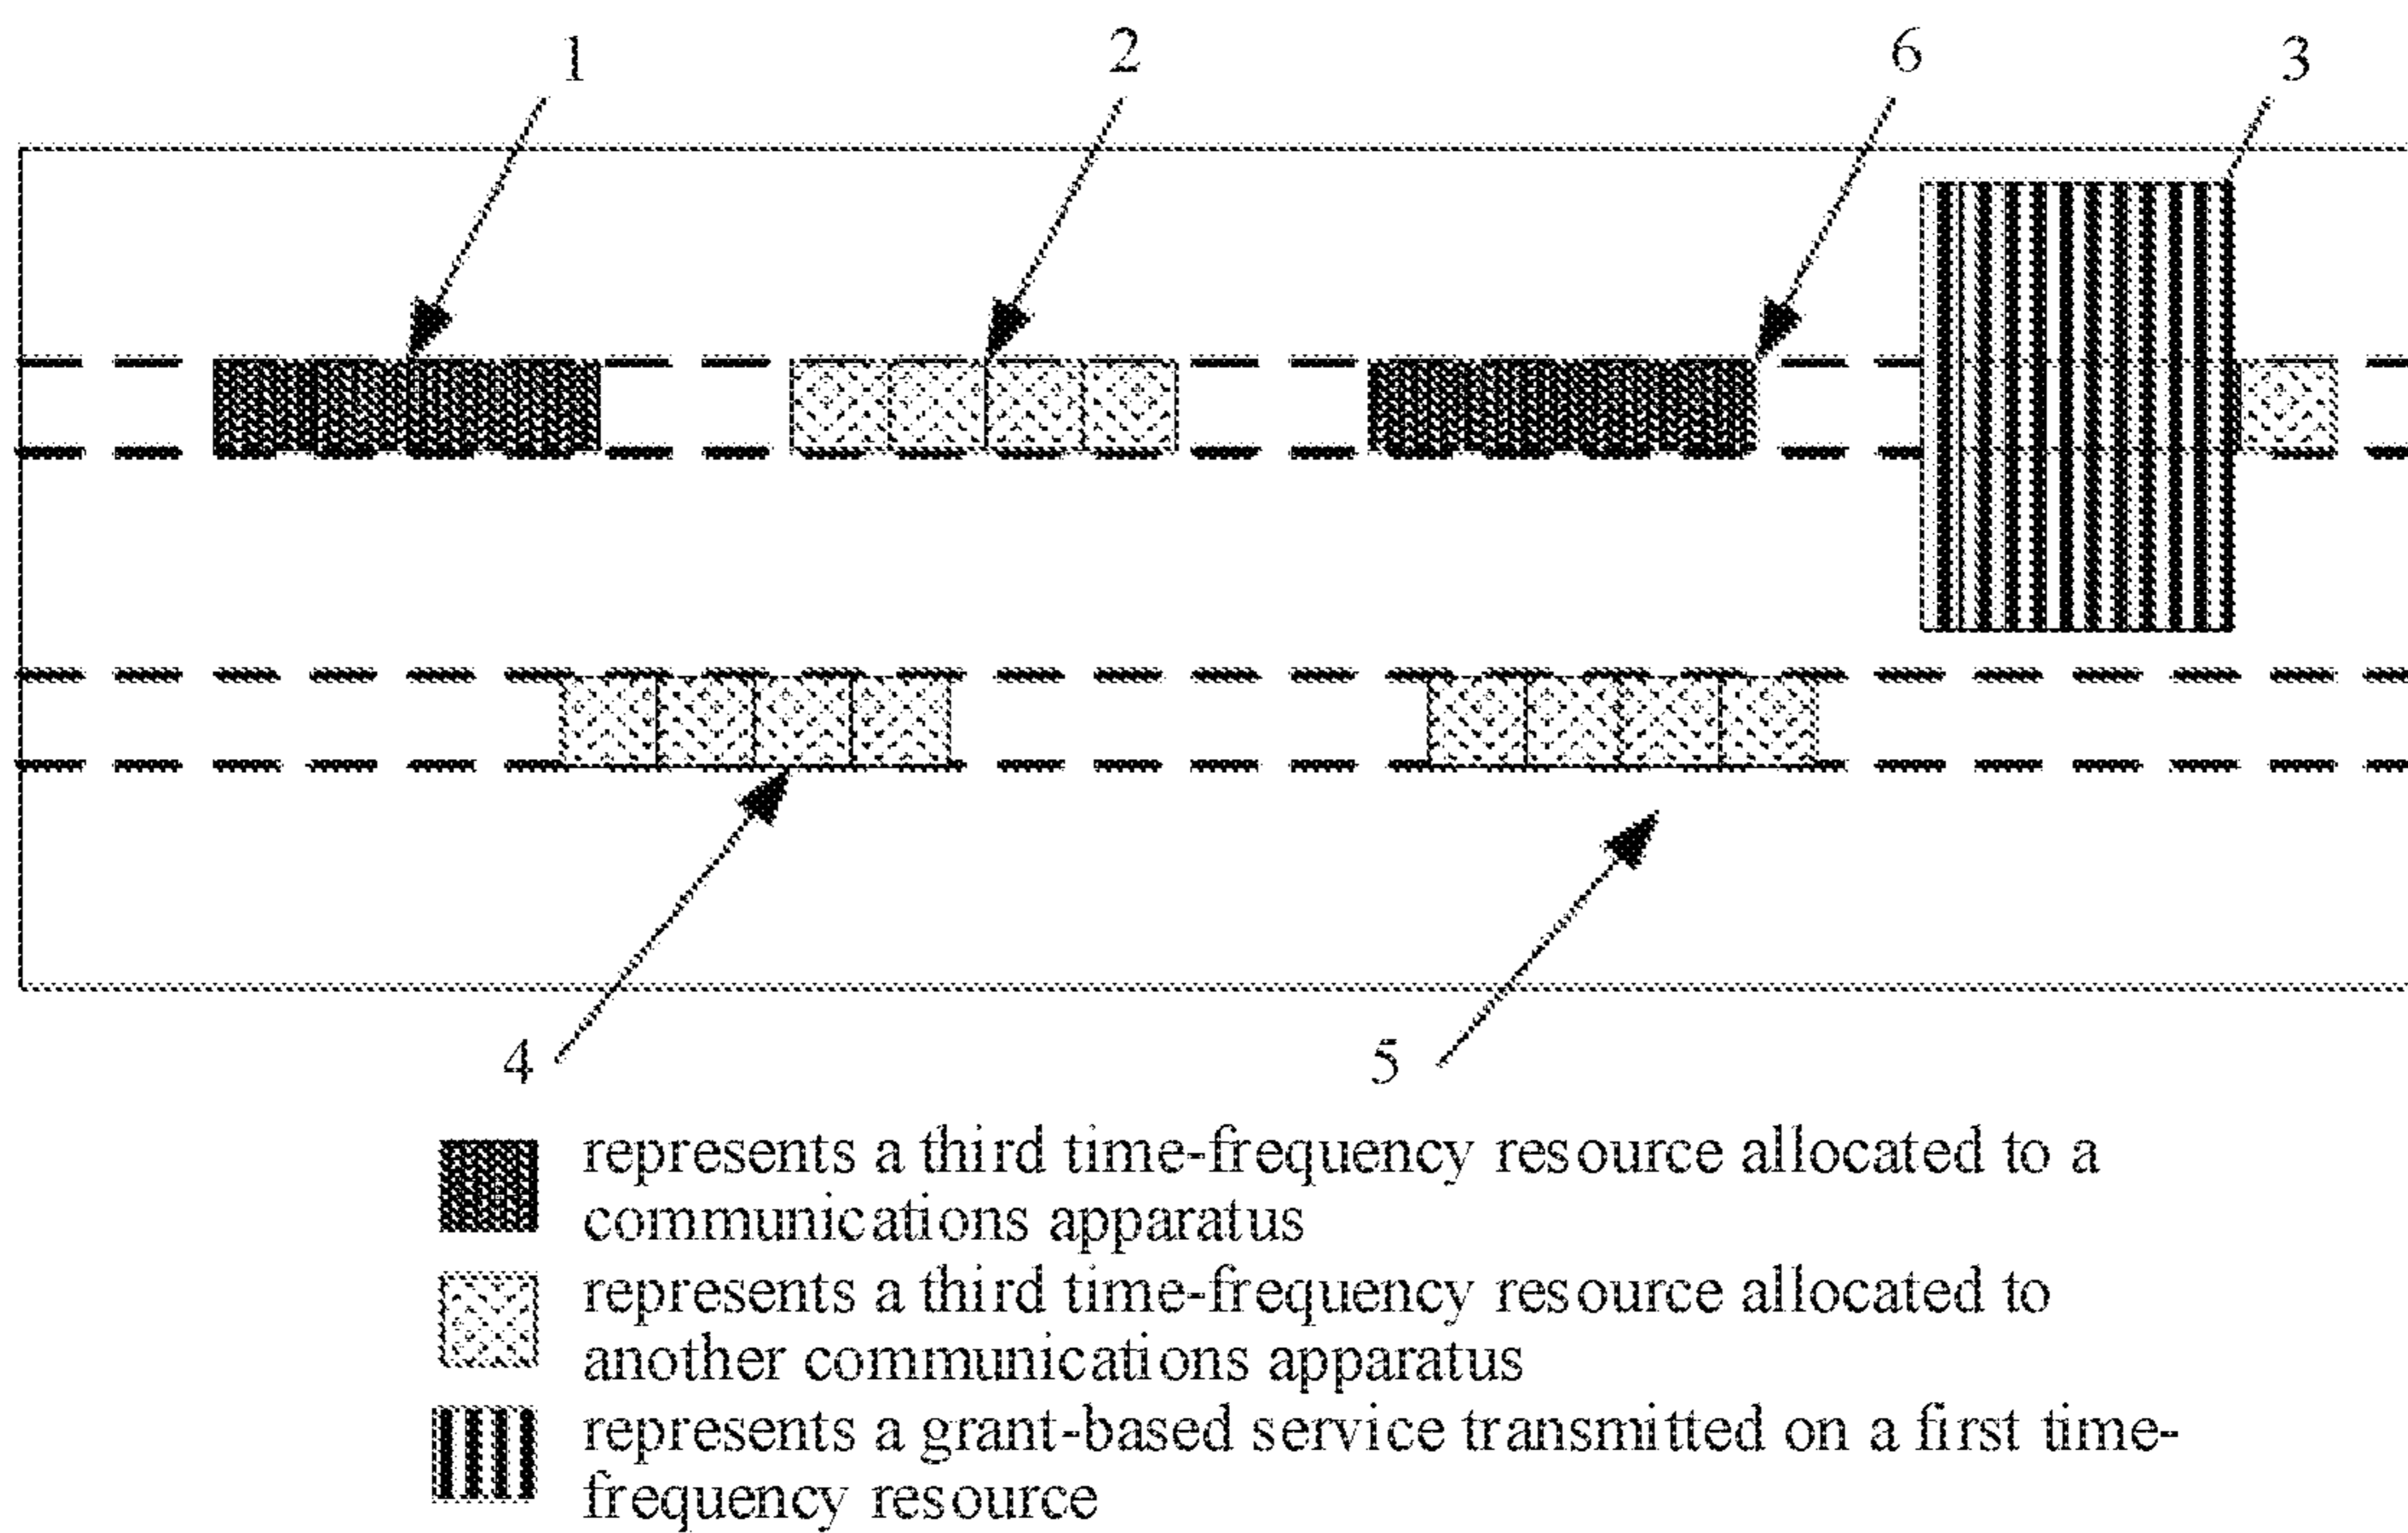 1 2 6 3
4 5
represents a third time-frequency resource allocated to a
communications apparatus
represents a third time-frequency resource allocated to
another communications apparatus
represents a grant-based service transmitted on a first time-
frequency resource